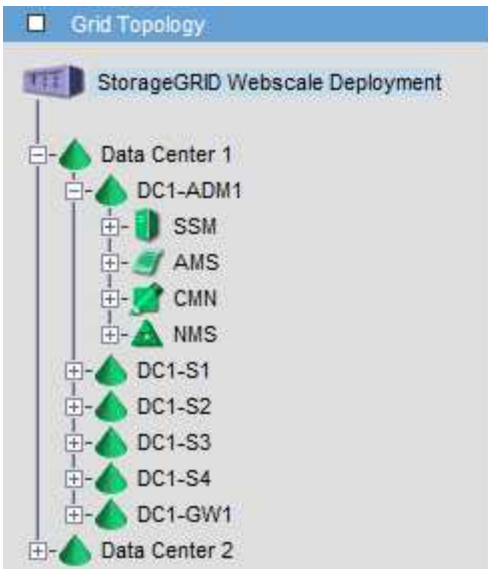 Grid Topology
StorageGRID Webscale Deployment
Data Center 1
DC1-ADM1
SSM
AMS
CMN
NMS
DC1-S1
DC1-S2
DC1-S3
DC1-S4
DC1-GW1
Data Center 2